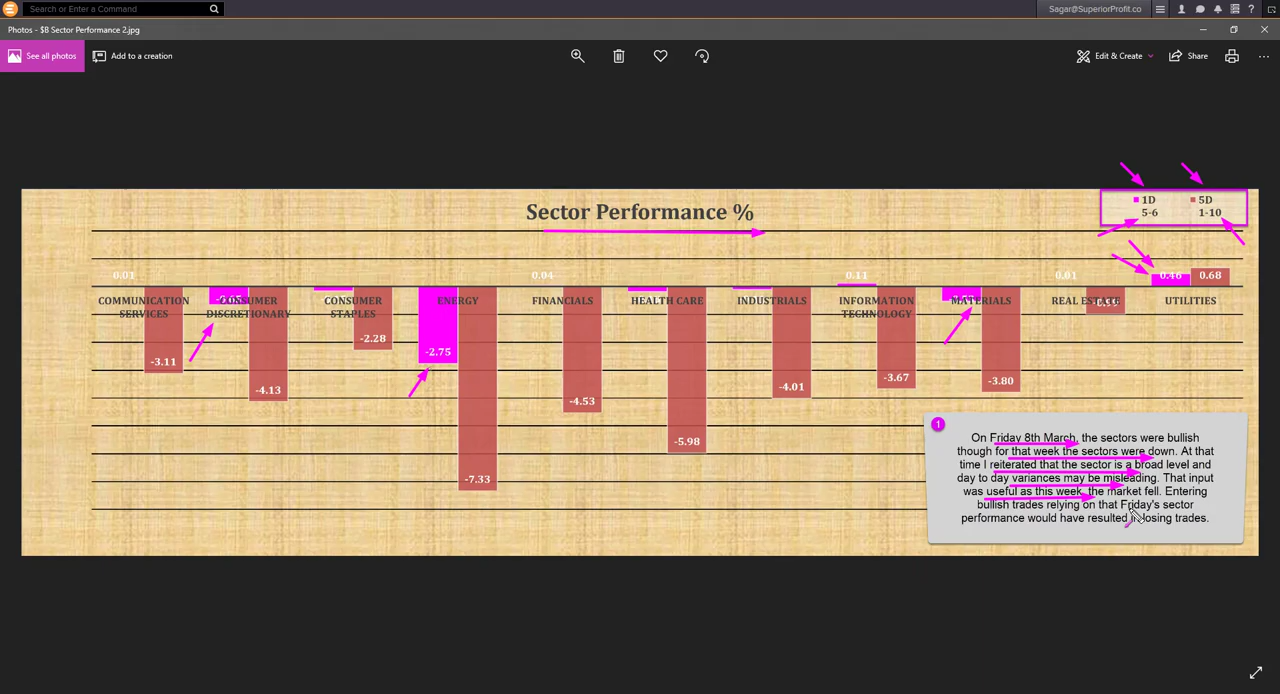 Search or Enter a Command
Sagar@SuperiorProfit.co
Photos - $B Sector Performance 2.jpg
See all photos
Add to a creation
Edit & Create
Share
Sector Performance %
1D 5D
5-6 1-10
0.01
0.04
0.11
0.01
0.46
0.68
COMMUNICATION
SERVICES
CONSUMER
DISCRETIONARY
CONSUMER
STAPLES
ENERGY
FINANCIALS
HEALTH CARE
INDUSTRIALS
INFORMATION
TECHNOLOGY
MATERIALS
REAL ESTATE
UTILITIES
-3.11
-4.13
-2.28
-2.75
-7.33
-4.53
-5.98
-4.01
-3.67
-3.80
1
On Friday 8th March, the sectors were bullish
though for that week the sectors were down. At that
time I reiterated that the sector is a broad level and
day to day variances may be misleading. That input
was useful as this week, the market fell. Entering
bullish trades relying on that Friday's sector
performance would have resulted losing trades.